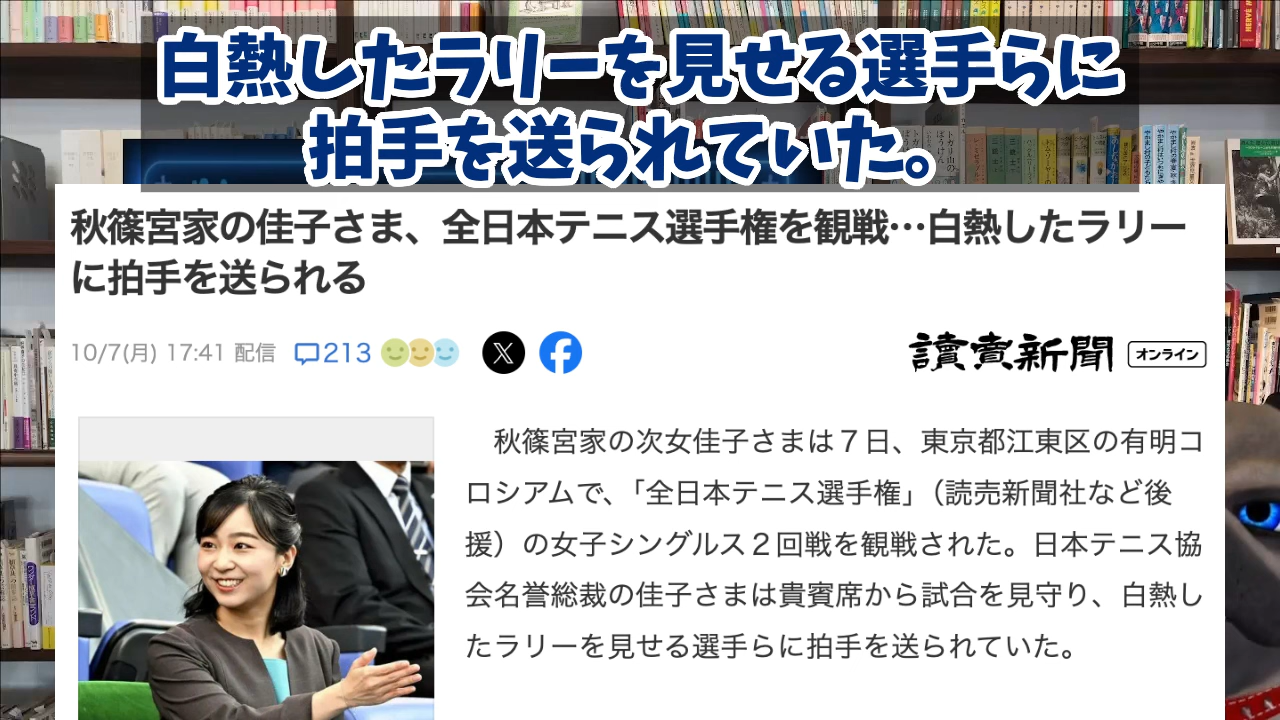 白熱したラリーを見せる選手らに
拍手を送られていた。
秋篠宮家の佳子さま、全日本テニス選手権を観戦…白熱したラリー
に拍手を送られる
10/7(月) 17:41 配信 213
讀賣新聞 オンライン
秋篠宮家の次女佳子さまは７日、東京都江東区の有明コ
ロシアムで、「全日本テニス選手権」（読売新聞社など後
援）の女子シングルス２回戦を観戦された。日本テニス協
会名誉総裁の佳子さまは貴賓席から試合を見守り、白熱し
たラリーを見せる選手らに拍手を送られていた。